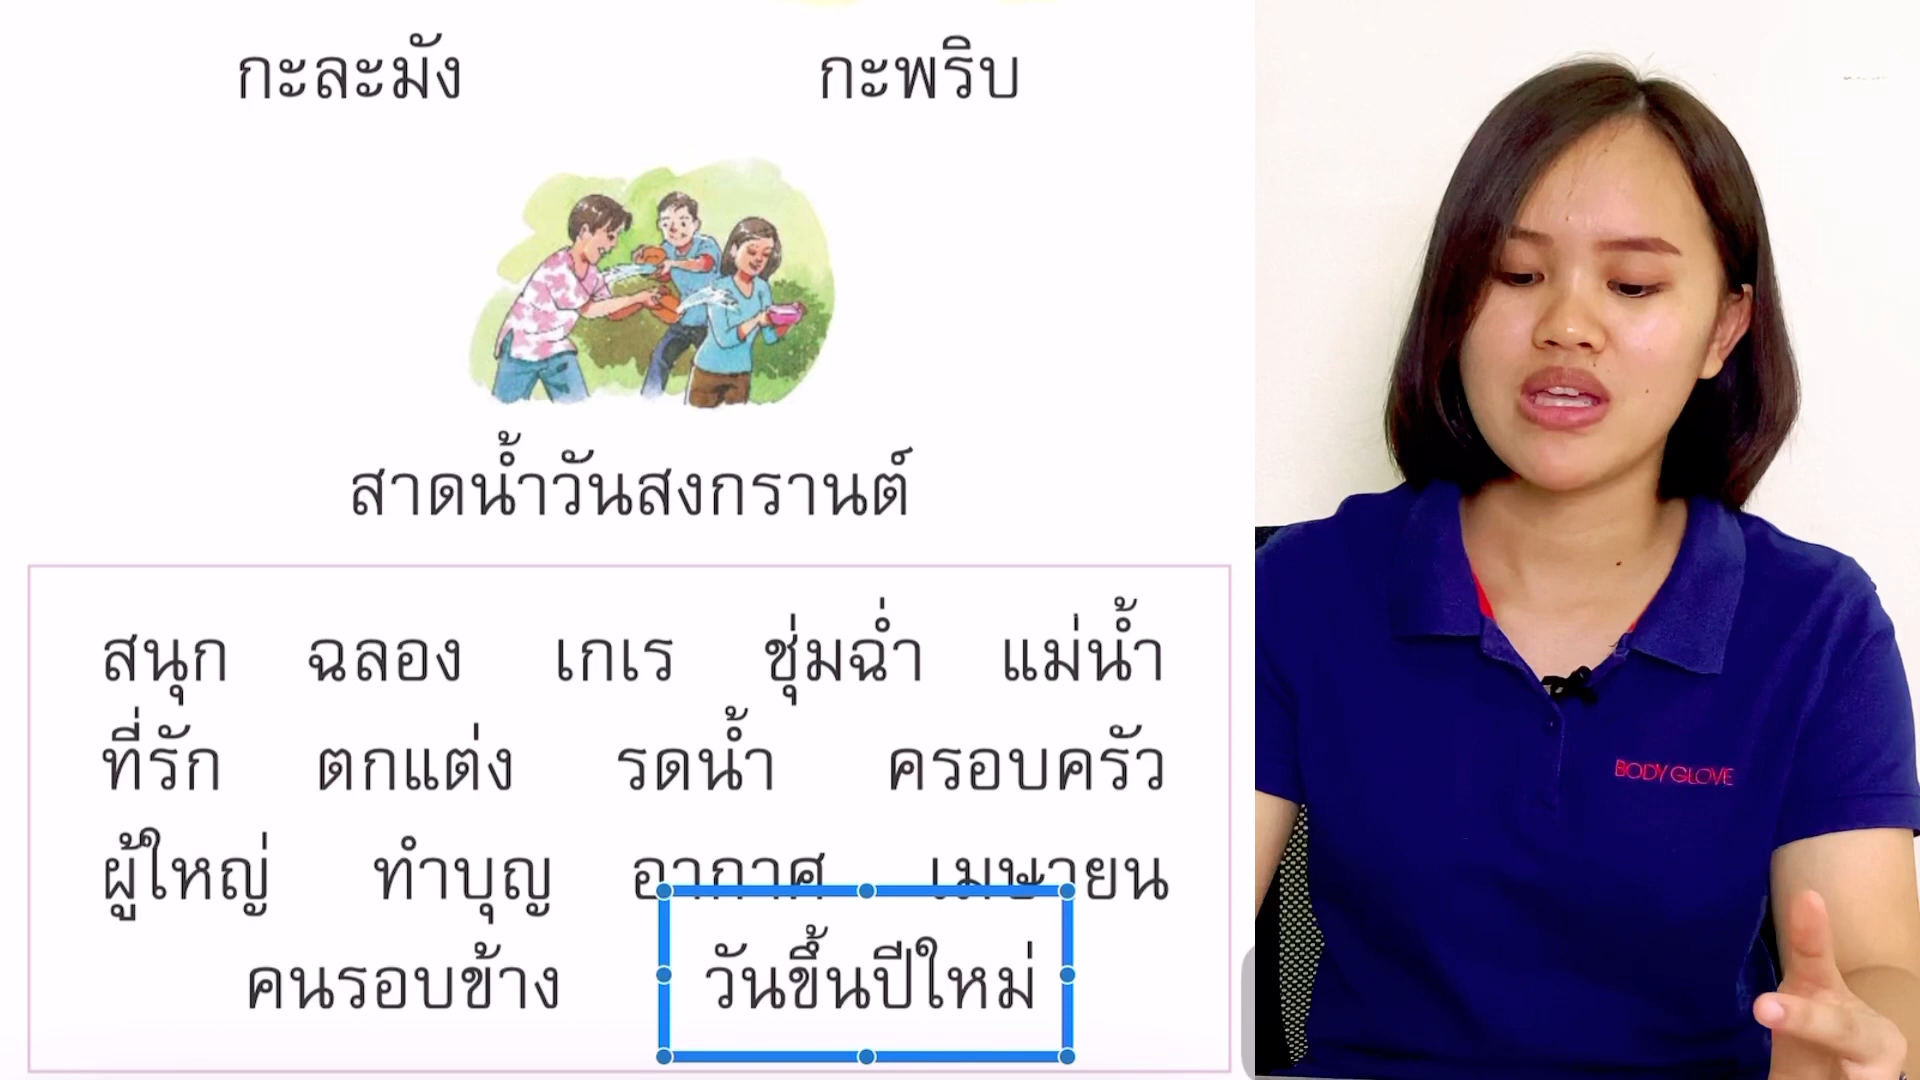 กะละมัง กะพริบ
สาดน้ำวันสงกรานต์
สนุก ฉลอง เกเร ชุ่มฉ่ำ แม่น้ำ
ที่รัก ตกแต่ง รดน้ำ ครอบครัว
ผู้ใหญ่ ทำบุญ อากาศ เมษายน
คนรอบข้าง วันขึ้นปีใหม่
BODY GLOVE